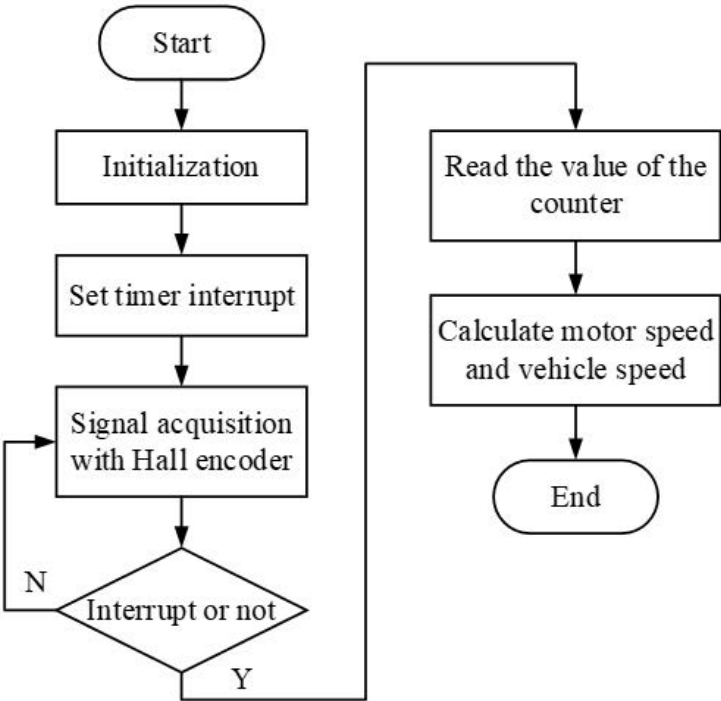 Start
Initialization
Set timer interrupt
Signal acquisition
with Hall encoder
Interrupt or not
N
Y
Read the value of the
counter
Calculate motor speed
and vehicle speed
End